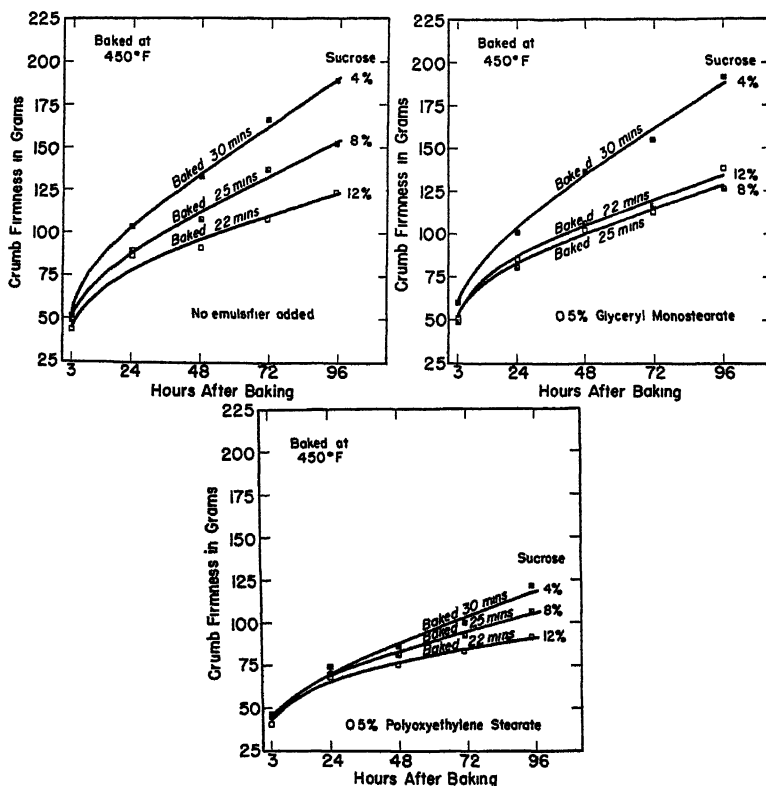 225
200
175
150
125
100
75
50
25
Crumb Firmness in Grams
Baked at
450°F
Sucrose
4%
8%
12%
Baked 30 mins
Baked 25 mins
Baked 22 mins
No emulsifier added
3 24 48 72 96
Hours After Baking
225
200
175
150
125
100
75
50
25
Crumb Firmness in Grams
Baked at
450°F
Sucrose
4%
12%
8%
Baked 30 mins
Baked 22 mins
Baked 25 mins
05% Glyceryl Monostearate
3 24 48 72 96
Hours After Baking
225
200
175
150
125
100
75
50
25
Crumb Firmness in Grams
Baked at
450°F
Sucrose
4%
8%
12%
Baked 30 mins
Baked 25 mins
Baked 22 mins
05% Polyoxyethylene Stearate
3 24 48 72 96
Hours After Baking